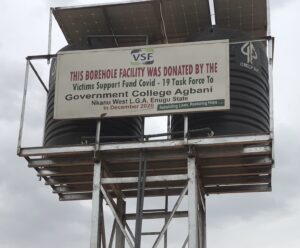 VSF
THIS BOREHOLE FACILITY WAS DONATED BY THE
Victims Support Fund Covid - 19 Task Force To
Government College Agbani
Nkanu West L.G.A. Enugu State
In December 2020